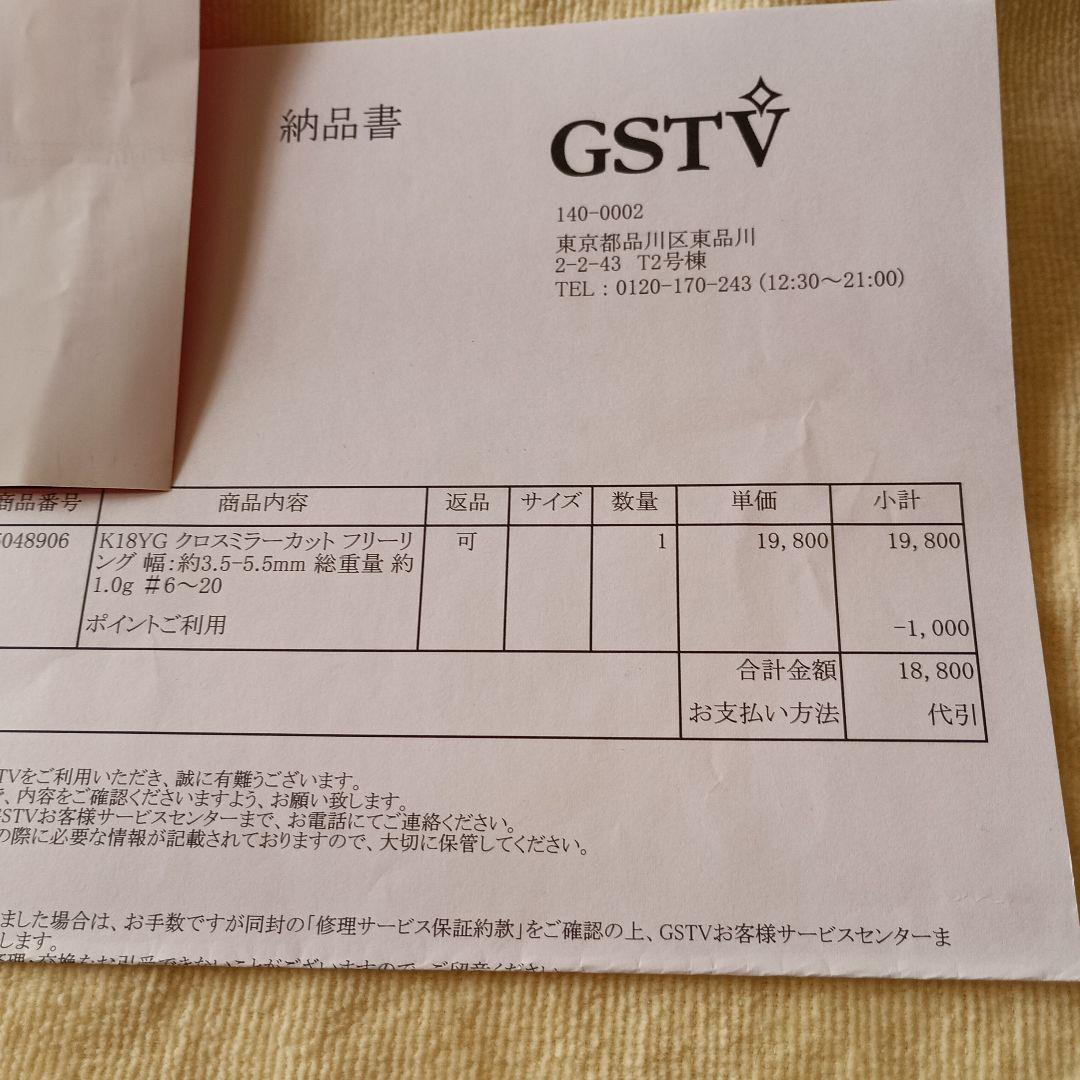 納品書
GSTV
140-0002
東京都品川区東品川
2-2-43 T2号棟
TEL : 0120-170-243 (12:30〜21:00)
商品番号 商品内容 返品 サイズ 数量 単価 小計
5048906 K18YG クロスミラーカット フリーリ 可 1 19,800 19,800
ング 幅:約3.5-5.5mm 総重量 約
1.0g #6〜20
ポイントご利用 -1,000
合計金額 18,800
お支払い方法 代引
TVをご利用いただき、誠に有難うございます。
、内容をご確認くださいますよう、お願い致します。
GSTVお客様サービスセンターまで、お電話にてご連絡ください。
の際に必要な情報が記載されておりますので、大切に保管してください。
ました場合は、お手数ですが同封の「修理サービス保証約款」をご確認の上、GSTVお客様サービスセンターま
します。